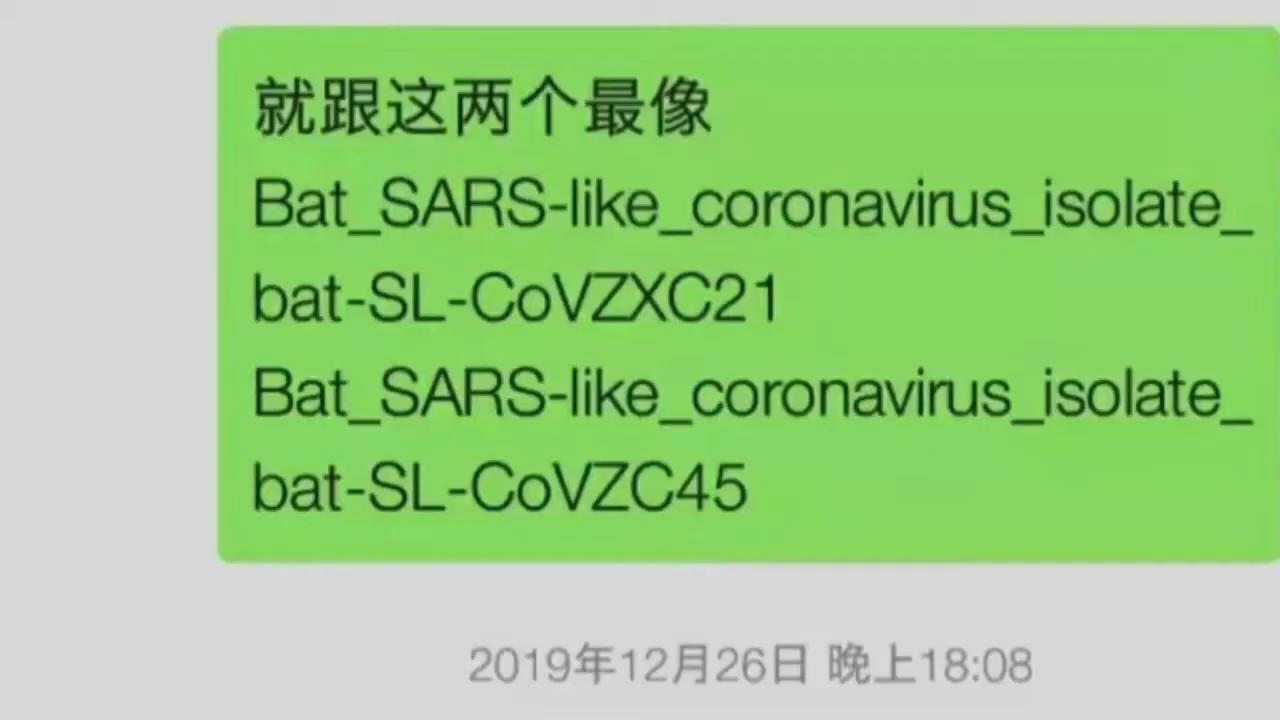 就跟这两个最像
Bat_SARS-like_coronavirus_isolate_
bat-SL-CoVZXC21
Bat_SARS-like_coronavirus_isolate_
bat-SL-CoVZC45
2019年12月26日 晚上18:08